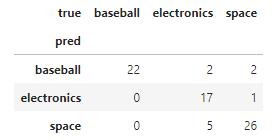 true baseball electronics space
pred
baseball 22 2 2
electronics 0 17 1
space 0 5 26